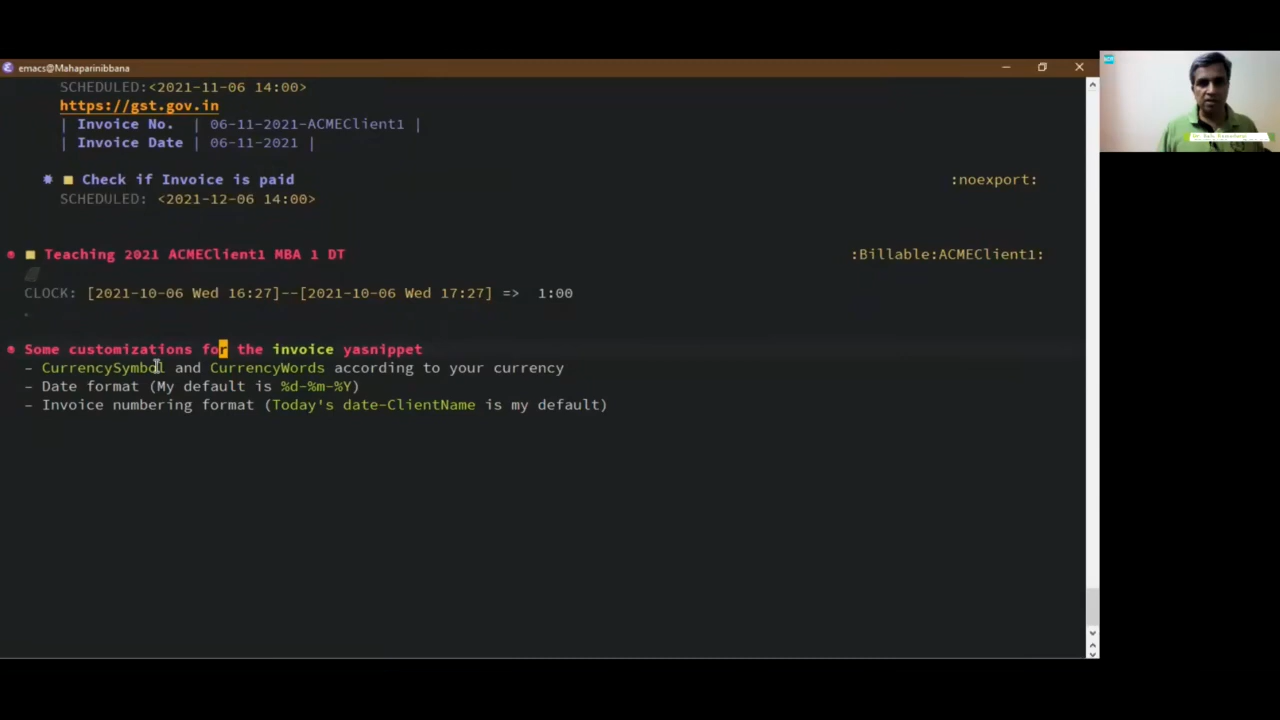 emacs@Mahaparinibbana
SCHEDULED:<2021-11-06 14:00>
https://gst.gov.in
| Invoice No. | 06-11-2021-ACMEClient1 |
| Invoice Date | 06-11-2021 |
Check if Invoice is paid :noexport:
SCHEDULED: <2021-12-06 14:00>
Teaching 2021 ACMEClient1 MBA 1 DT :Billable:ACMEClient1:
CLOCK: [2021-10-06 Wed 16:27]--[2021-10-06 Wed 17:27] => 1:00
Some customizations for the invoice yasnippet
– CurrencySymbol and CurrencyWords according to your currency
– Date format (My default is %d-%m-%Y)
– Invoice numbering format (Today's date-ClientName is my default)